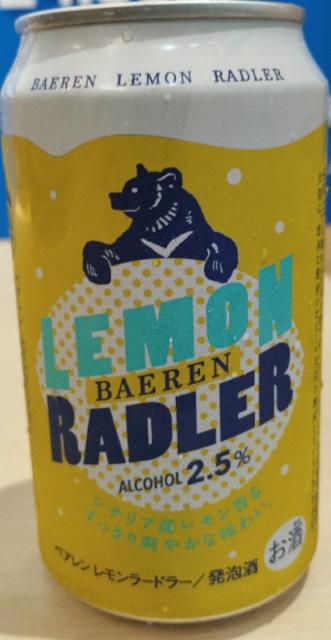 BAEREN LEMON RADLER
LEMON
BAEREN
RADLER
ALCOHOL 2.5%
シチリア産レモン香る
すっきり爽やかな味わい。
お酒
ベアレン レモンラードラー/発泡酒